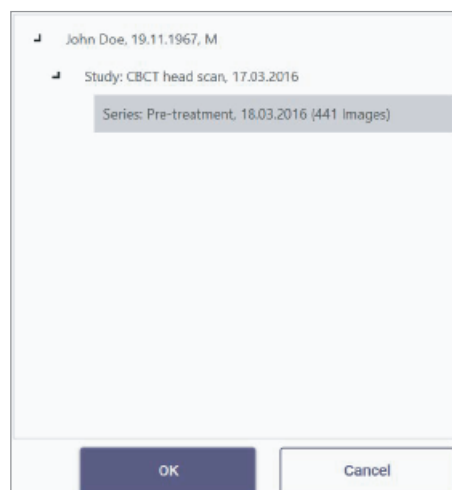 John Doe, 19.11.1967, M
Study: CBCT head scan, 17.03.2016
Series: Pre-treatment, 18.03.2016 (441 Images)
OK
Cancel